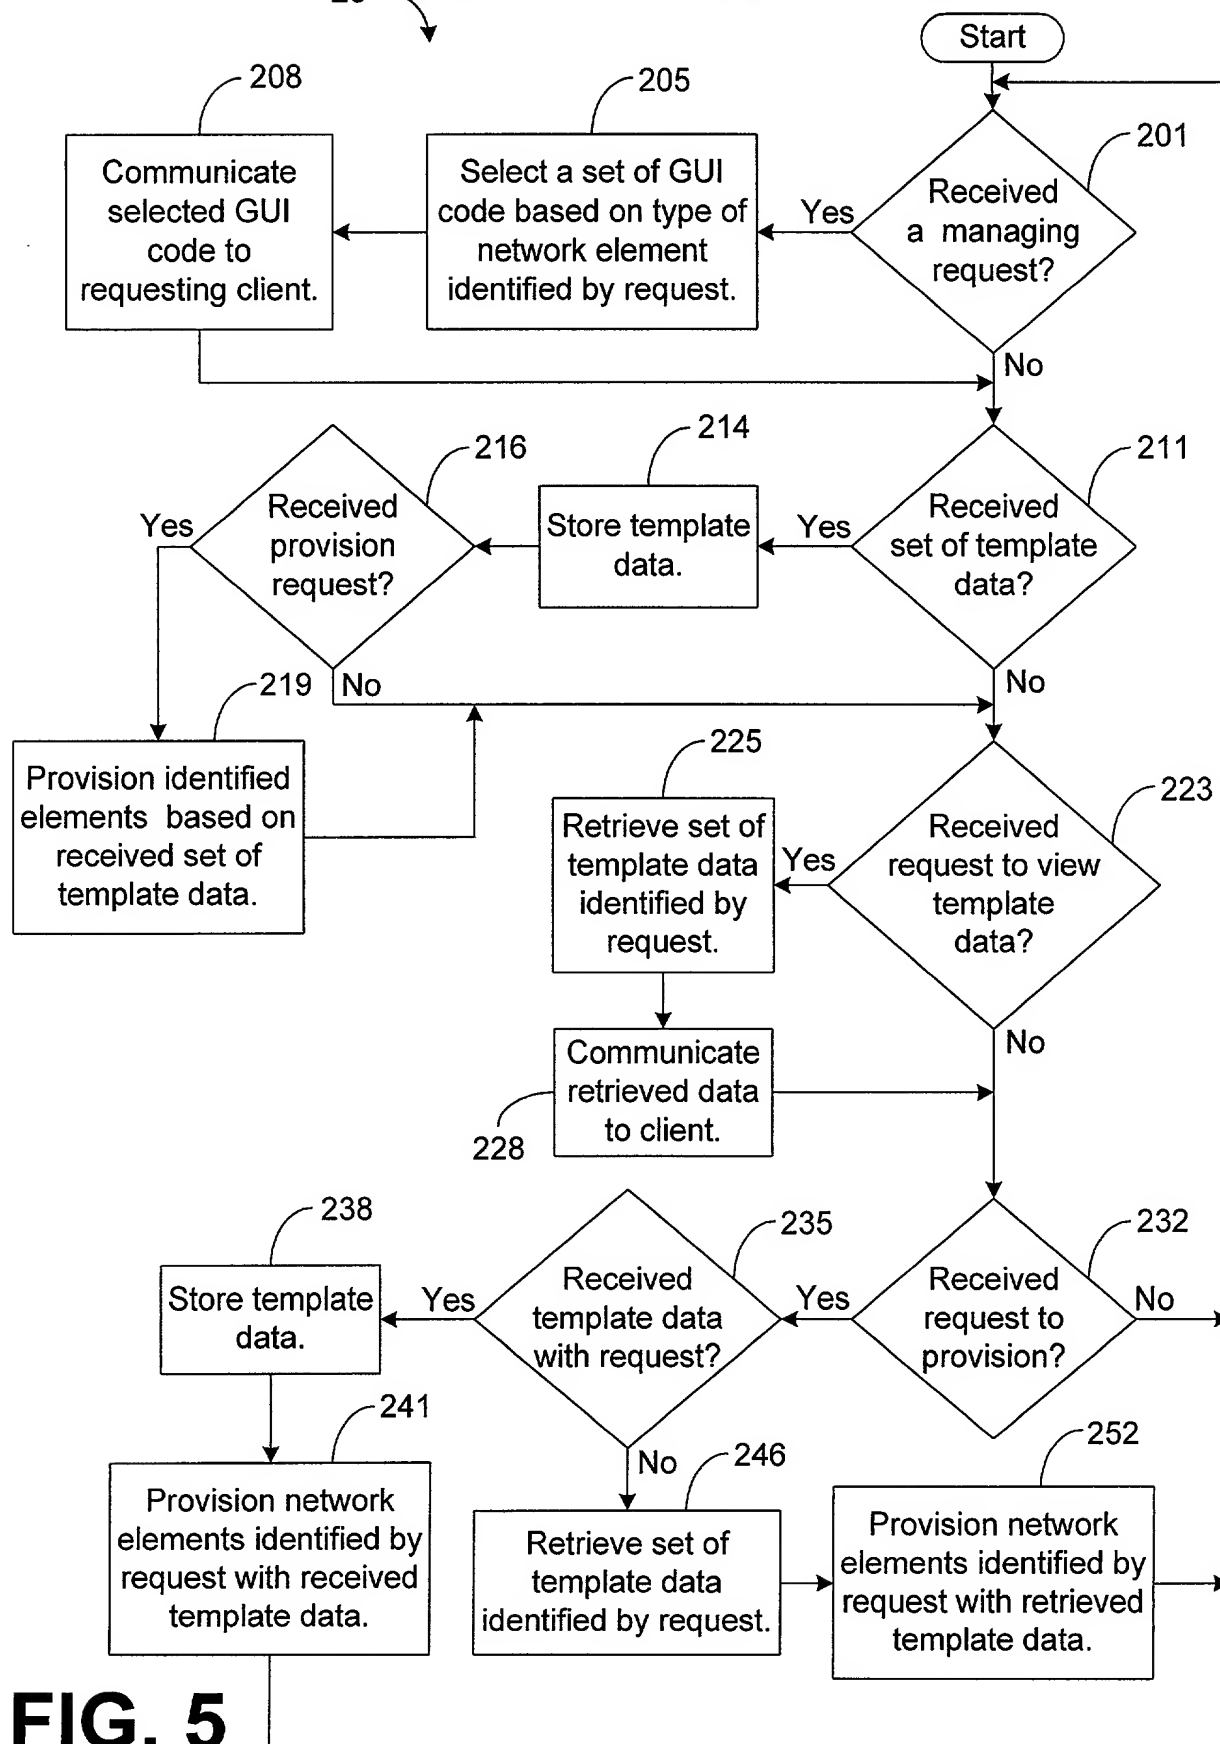 Start
208
205
201
Communicate
selected GUI
code to
requesting client.
Select a set of GUI
code based on type of
network element
identified by request.
Yes
Received
a managing
request?
No
216
214
211
Yes
Received
provision
request?
Store template
data.
Yes
Received
set of template
data?
No
No
219
Provision identified
elements based on
received set of
template data.
225
223
Retrieve set of
template data
identified by
request.
Yes
Received
request to view
template
data?
No
Communicate
retrieved data
to client.
228
238
235
232
Store template
data.
Yes
Received
template data
with request?
Yes
Received
request to
provision?
No
241
No
246
252
Provision network
elements identified by
request with received
template data.
Retrieve set of
template data
identified by request.
Provision network
elements identified by
request with retrieved
template data.
FIG. 5